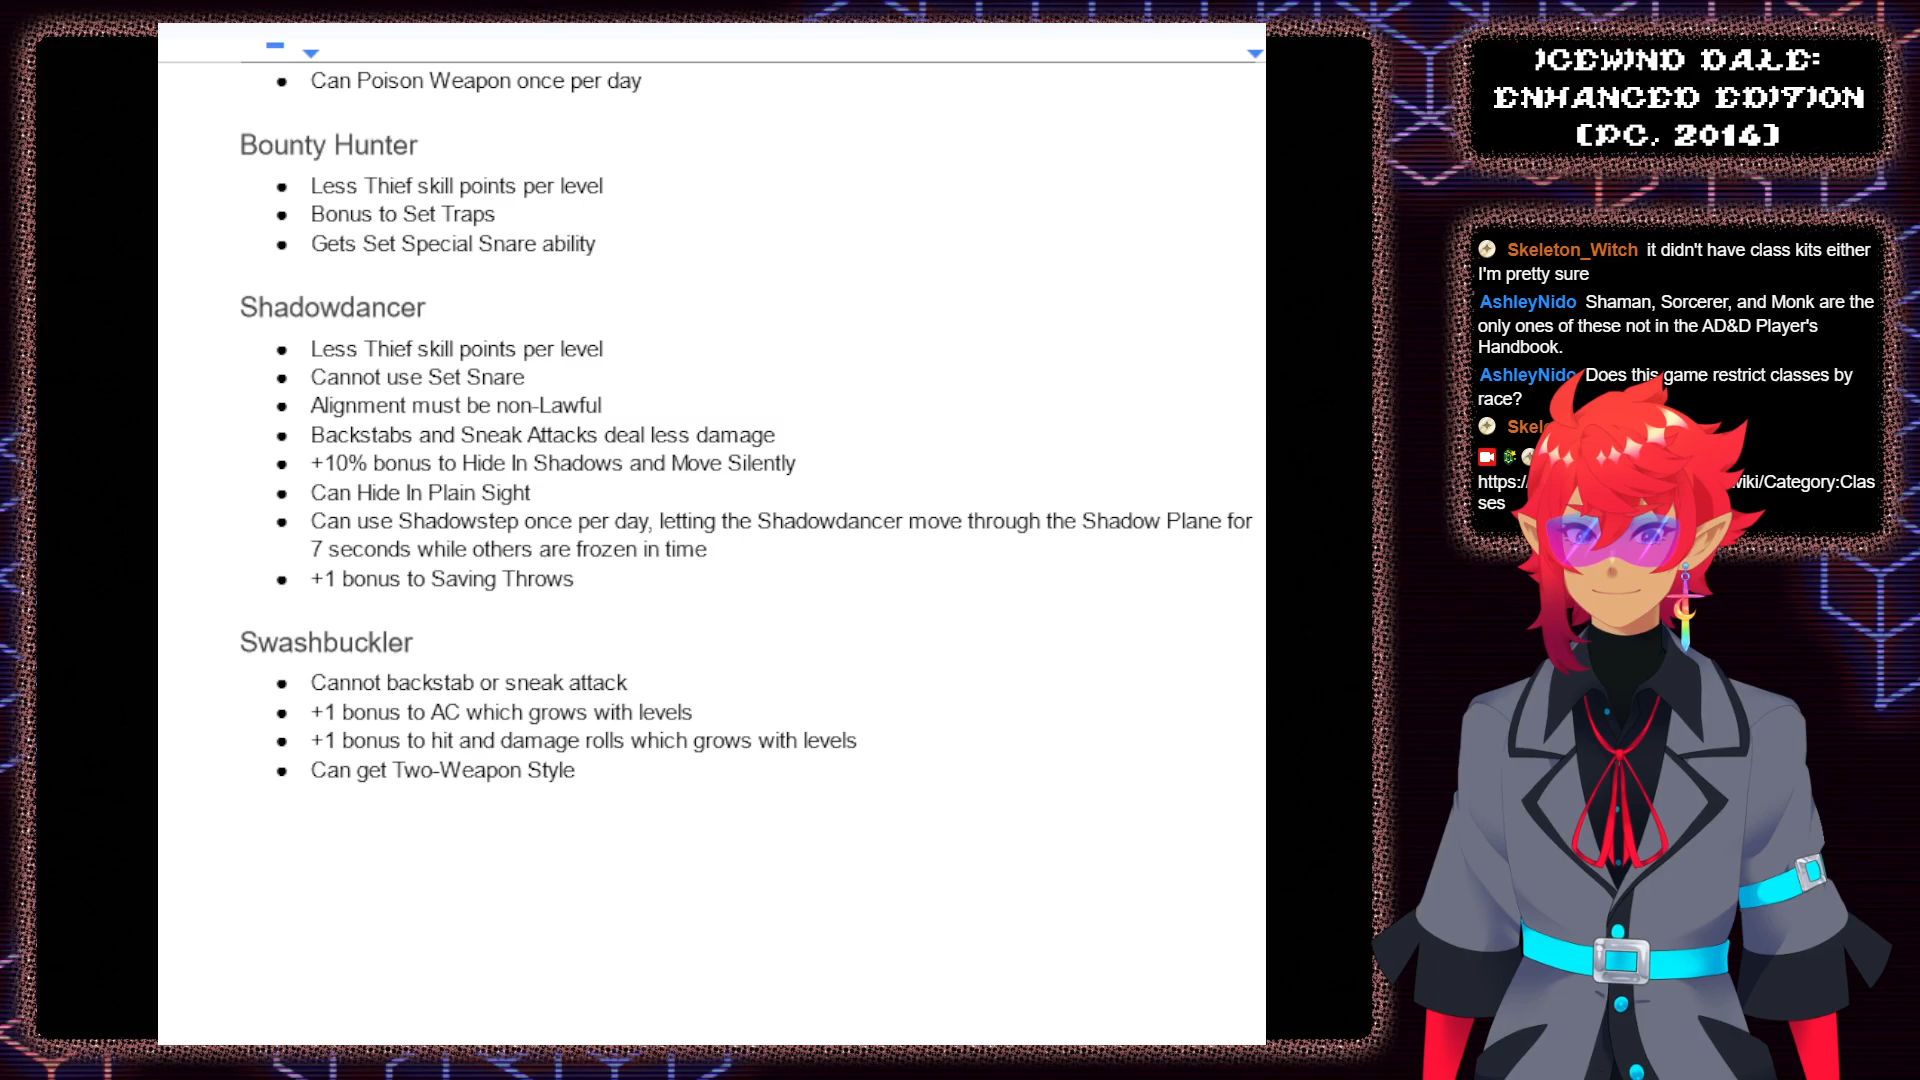 Can Poison Weapon once per day
Bounty Hunter
Less Thief skill points per level
Bonus to Set Traps
Gets Set Special Snare ability
Shadowdancer
Less Thief skill points per level
Cannot use Set Snare
Alignment must be non-Lawful
Backstabs and Sneak Attacks deal less damage
+10% bonus to Hide In Shadows and Move Silently
Can Hide In Plain Sight
Can use Shadowstep once per day, letting the Shadowdancer move through the Shadow Plane for
7 seconds while others are frozen in time
+1 bonus to Saving Throws
Swashbuckler
Cannot backstab or sneak attack
+1 bonus to AC which grows with levels
+1 bonus to hit and damage rolls which grows with levels
Can get Two-Weapon Style
ICEWIND DALE:
ENHANCED EDITION
(PC, 2014)
Skeleton_Witch it didn't have class kits either
I'm pretty sure
AshleyNido Shaman, Sorcerer, and Monk are the
only ones of these not in the AD&D Player's
Handbook.
AshleyNido Does this game restrict classes by
race?
Skel
https:/ wiki/Category:Clas
ses